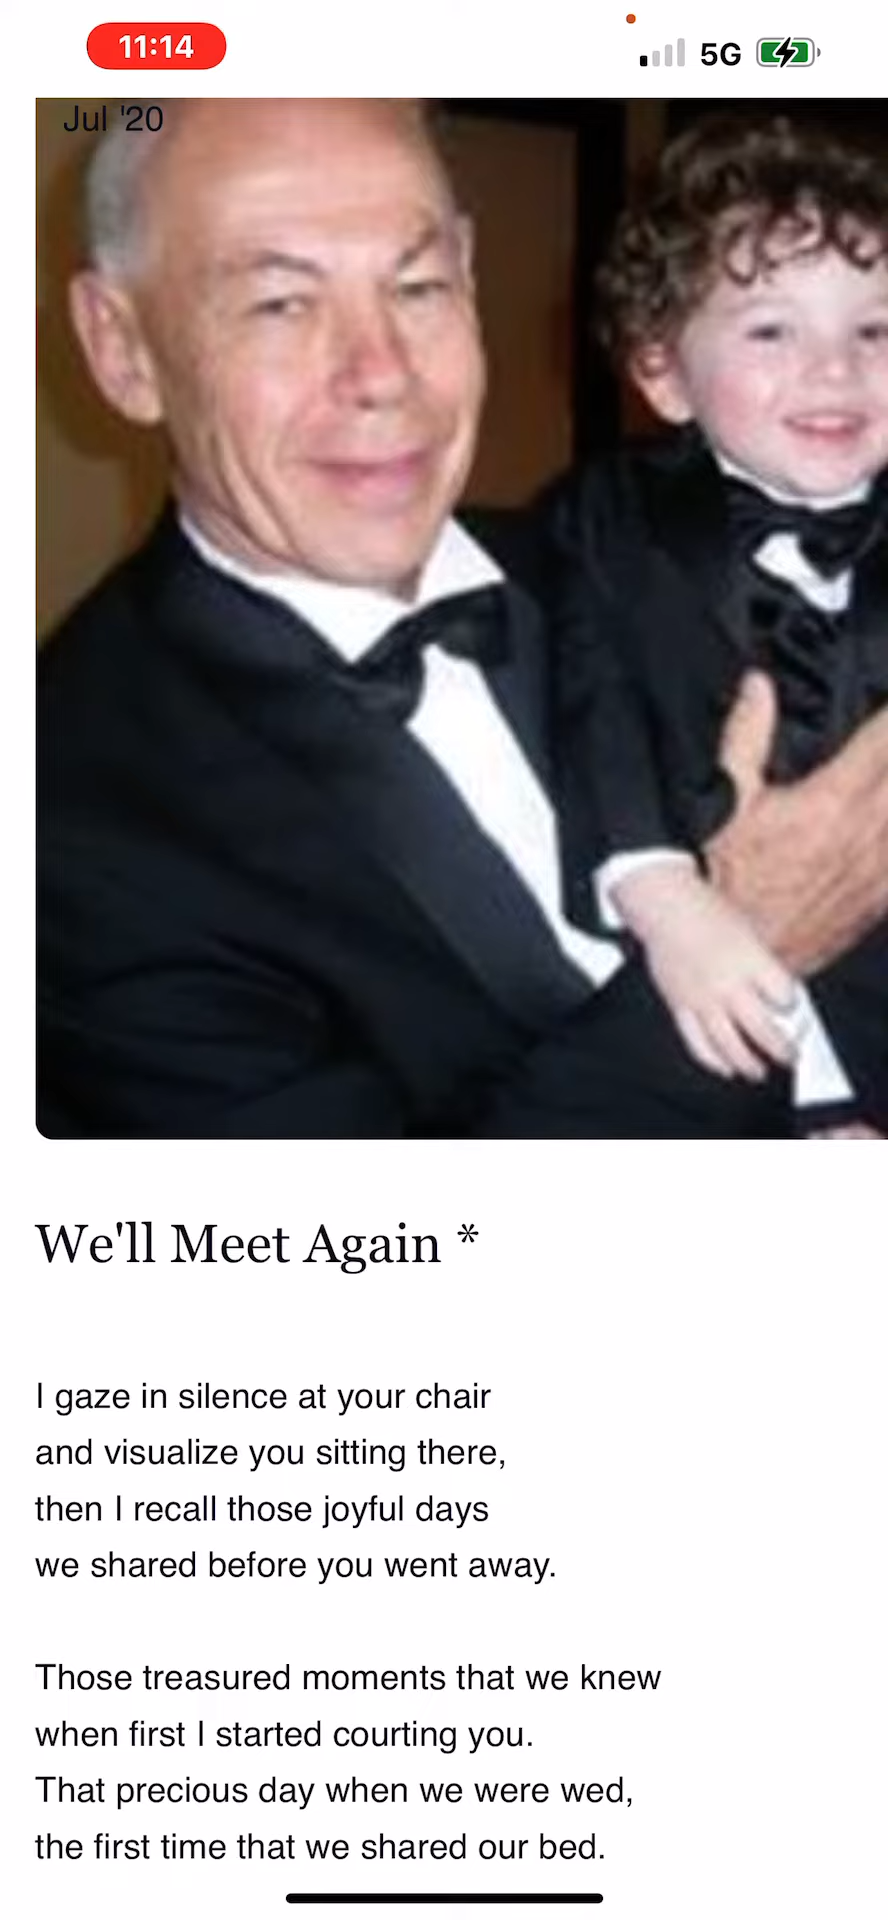 11:14
5G
Jul '20
We'll Meet Again *
I gaze in silence at your chair
and visualize you sitting there,
then I recall those joyful days
we shared before you went away.
Those treasured moments that we knew
when first I started courting you.
That precious day when we were wed,
the first time that we shared our bed.